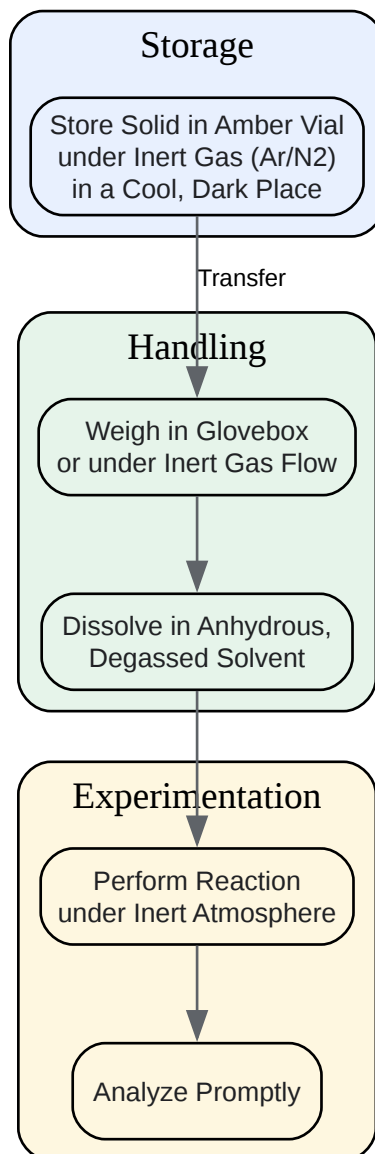 Storage
Store Solid in Amber Vial
under Inert Gas (Ar/N2)
in a Cool, Dark Place
Transfer
Handling
Weigh in Glovebox
or under Inert Gas Flow
Dissolve in Anhydrous,
Degassed Solvent
Experimentation
Perform Reaction
under Inert Atmosphere
Analyze Promptly